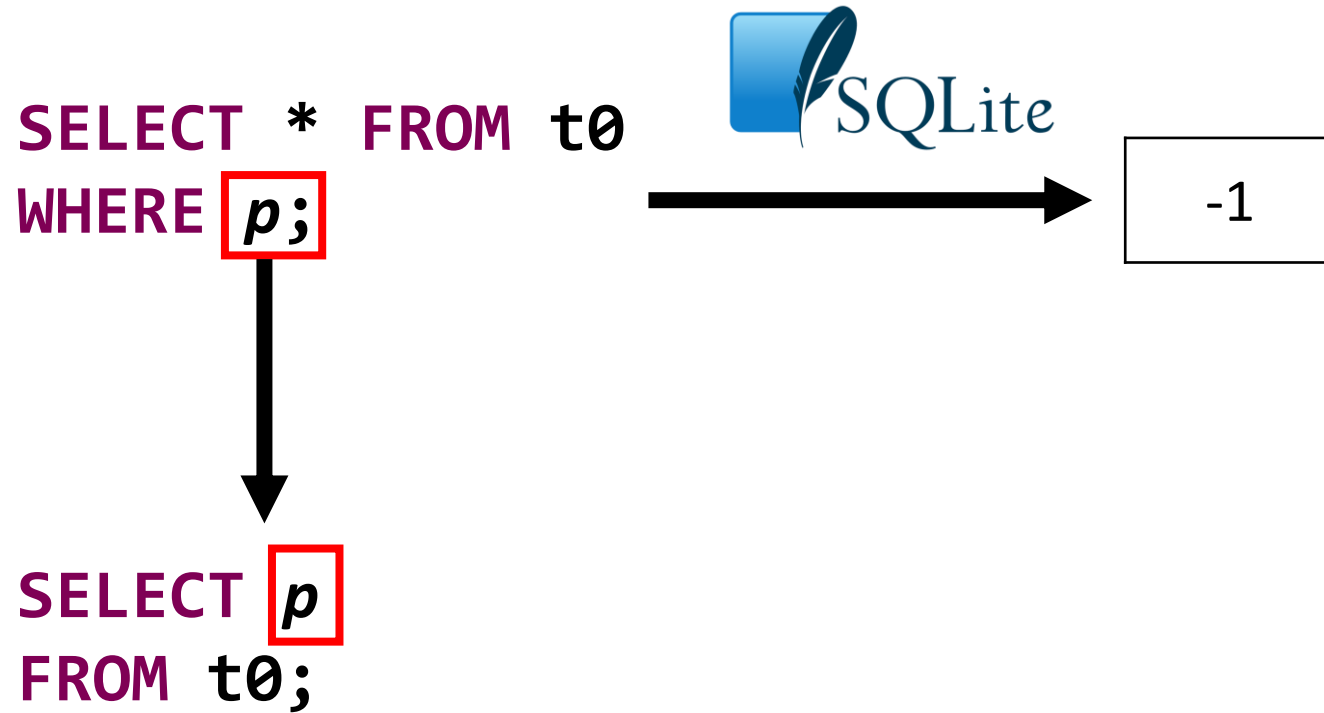 SELECT * FROM t0
WHERE p;
SQLite
-1
SELECT p
FROM t0;